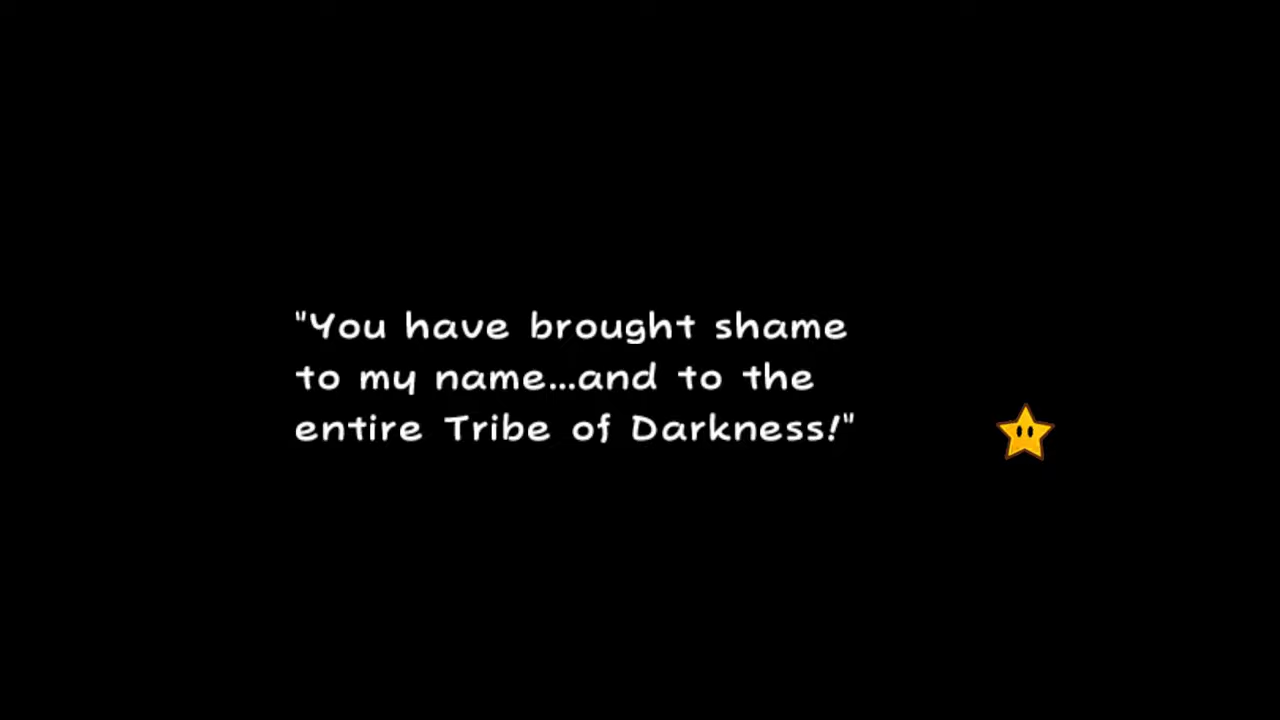 "You have brought shame
to my name...and to the
entire Tribe of Darkness!"